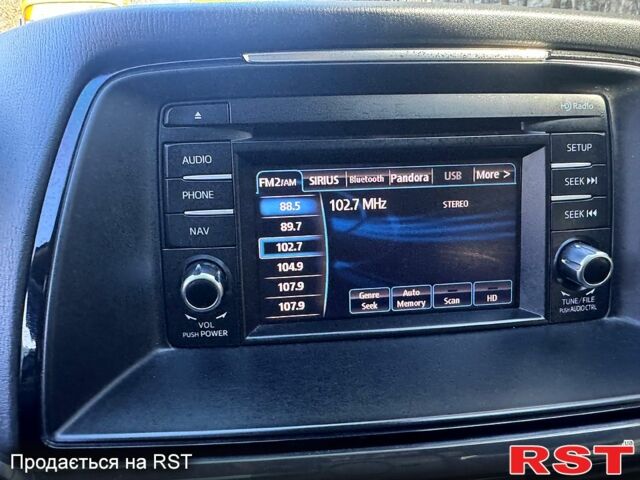 RST
HD Radio
AUDIO
PHONE
NAV
VOL
PUSH POWER
FM2/AM SIRIUS Bluetooth Pandora USB More >
88.5
89.7
102.7
104.9
107.9
107.9
102.7 MHz
STEREO
Genre Seek
Auto Memory
Scan
HD
SETUP
SEEK
SEEK
TUNE/FILE
PUSH AUDIO CTRL
Продається на RST
RST